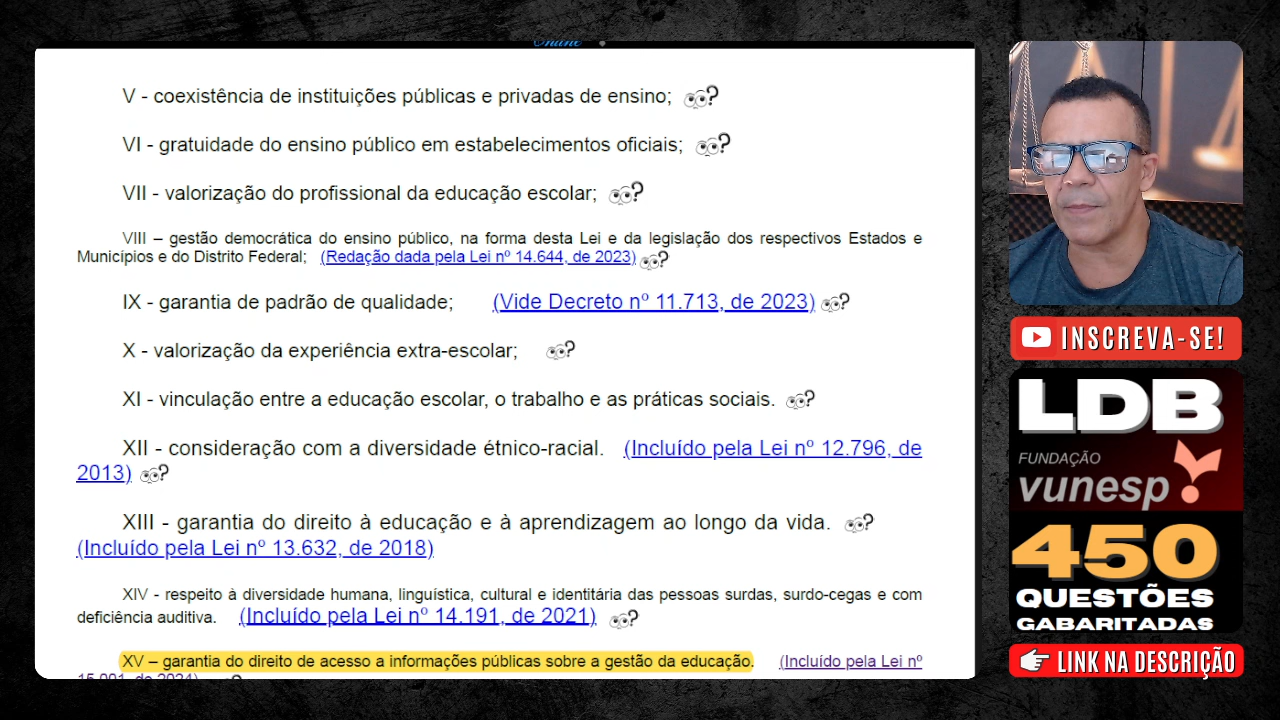 Online
V - coexistência de instituições públicas e privadas de ensino;
VI - gratuidade do ensino público em estabelecimentos oficiais;
VII - valorização do profissional da educação escolar;
VIII – gestão democrática do ensino público, na forma desta Lei e da legislação dos respectivos Estados e
Municípios e do Distrito Federal; (Redação dada pela Lei nº 14.644, de 2023)
IX - garantia de padrão de qualidade; (Vide Decreto nº 11.713, de 2023)
X - valorização da experiência extra-escolar;
XI - vinculação entre a educação escolar, o trabalho e as práticas sociais.
XII - consideração com a diversidade étnico-racial. (Incluído pela Lei nº 12.796, de
2013)
XIII - garantia do direito à educação e à aprendizagem ao longo da vida.
(Incluído pela Lei nº 13.632, de 2018)
XIV - respeito à diversidade humana, linguística, cultural e identitária das pessoas surdas, surdo-cegas e com
deficiência auditiva. (Incluído pela Lei nº 14.191, de 2021)
XV – garantia do direito de acesso a informações públicas sobre a gestão da educação. (Incluído pela Lei nº
15.001, de 2024)
INSCREVA-SE!
LDB
FUNDAÇÃO
vunesp
450
QUESTÕES
GABARITADAS
LINK NA DESCRIÇÃO